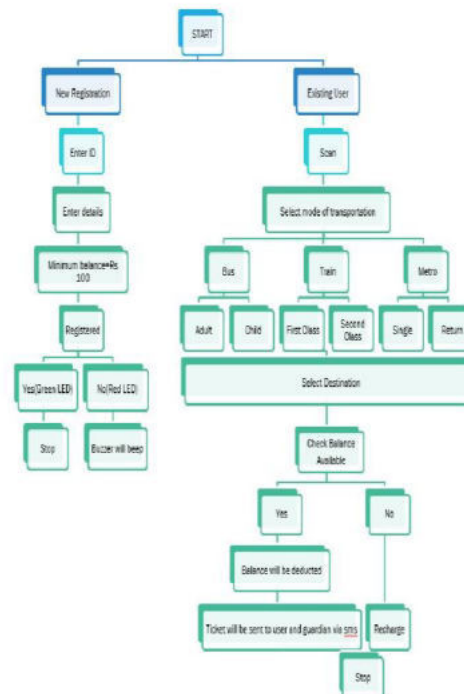 START
New Registration
Existing User
Enter ID
Scan
Enter details
Select mode of transportation
Minimum balance=Rs
100
Bus
Train
Metro
Registered
Adult
Child
First Class
Second
Class
Single
Return
Yes(Green LED)
No(Red LED)
Select Destination
Stop
Buzzer will beep
Check Balance
Available
Yes
No
Balance will be deducted
Ticket will be sent to user and guardian via sms
Recharge
Stop